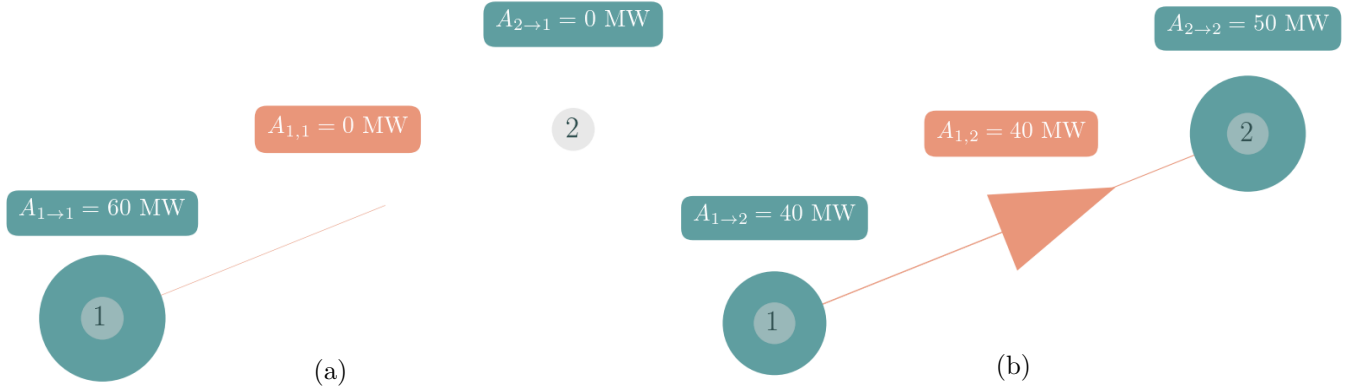 A_{2→1} = 0 MW
A_{1,1} = 0 MW
2
A_{1→1} = 60 MW
1
(a)
A_{2→2} = 50 MW
A_{1,2} = 40 MW
2
A_{1→2} = 40 MW
1
(b)